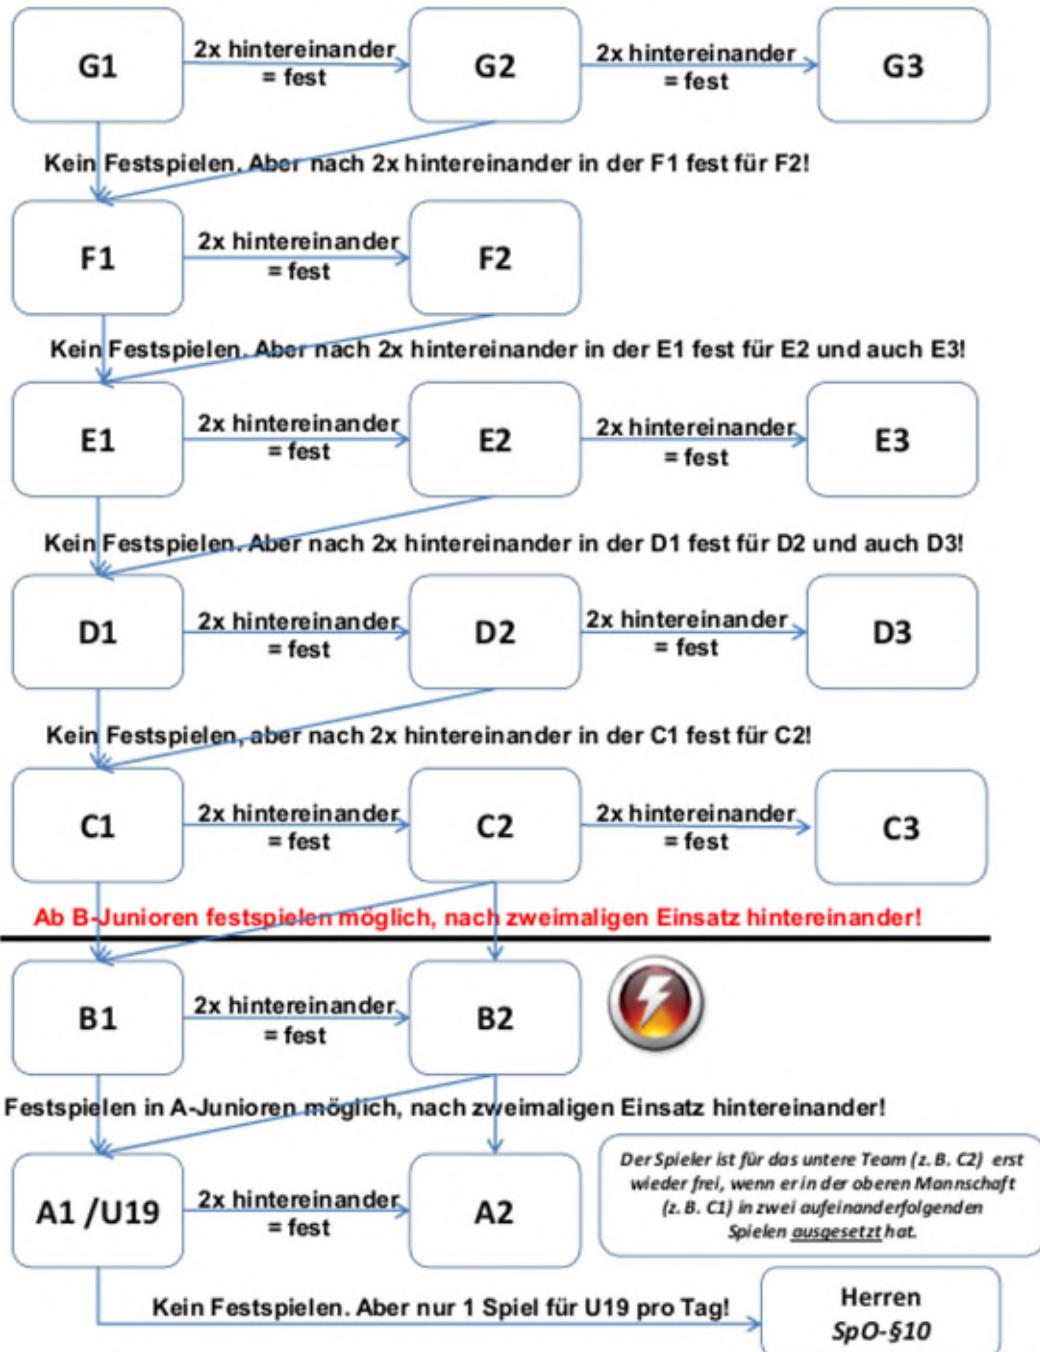 G1
2x hintereinander
= fest
G2
2x hintereinander
= fest
G3
Kein Festspielen. Aber nach 2x hintereinander in der F1 fest für F2!
F1
2x hintereinander
= fest
F2
Kein Festspielen. Aber nach 2x hintereinander in der E1 fest für E2 und auch E3!
E1
2x hintereinander
= fest
E2
2x hintereinander
= fest
E3
Kein Festspielen. Aber nach 2x hintereinander in der D1 fest für D2 und auch D3!
D1
2x hintereinander
= fest
D2
2x hintereinander
= fest
D3
Kein Festspielen, aber nach 2x hintereinander in der C1 fest für C2!
C1
2x hintereinander
= fest
C2
2x hintereinander
= fest
C3
Ab B-Junioren festspielen möglich, nach zweimaligen Einsatz hintereinander!
B1
2x hintereinander
= fest
B2
Festspielen in A-Junioren möglich, nach zweimaligen Einsatz hintereinander!
A1 /U19
2x hintereinander
= fest
A2
Der Spieler ist für das untere Team (z. B. C2) erst
wieder frei, wenn er in der oberen Mannschaft
(z. B. C1) in zwei aufeinanderfolgenden
Spielen ausgesetzt hat.
Kein Festspielen. Aber nur 1 Spiel für U19 pro Tag!
Herren
SpO-§10